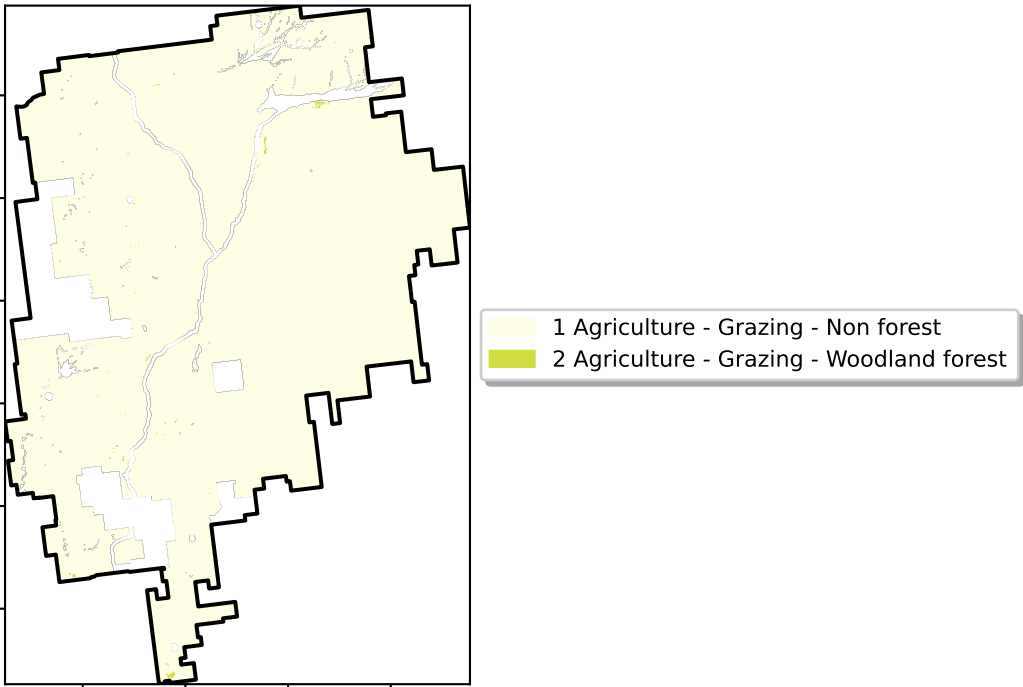 1 Agriculture - Grazing - Non forest
2 Agriculture - Grazing - Woodland forest